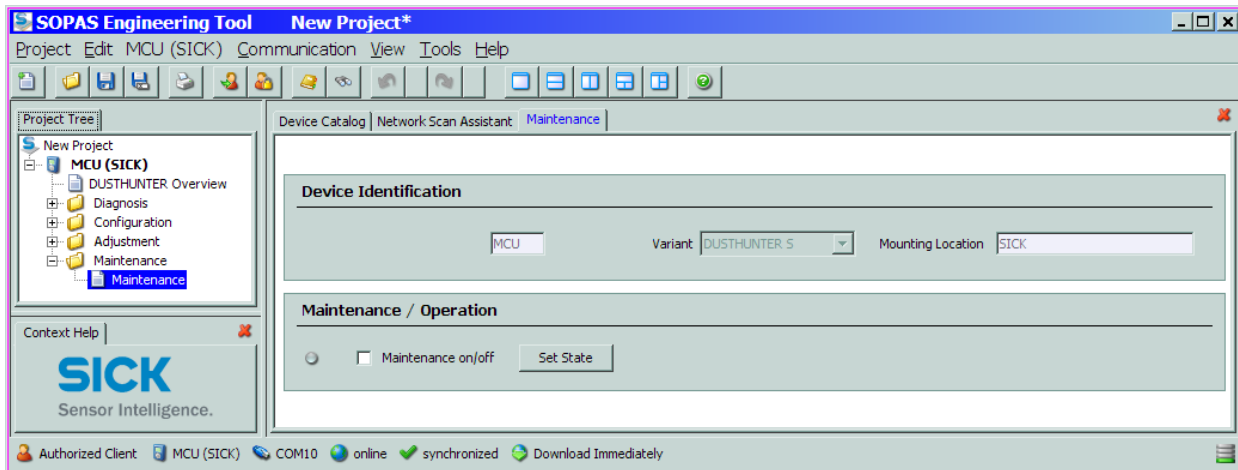 SOPAS Engineering Tool New Project*
Project Edit MCU (SICK) Communication View Tools Help
Project Tree
New Project
MCU (SICK)
DUSTHUNTER Overview
Diagnosis
Configuration
Adjustment
Maintenance
Maintenance
Context Help
SICK
Sensor Intelligence.
Device Catalog Network Scan Assistant Maintenance
Device Identification
MCU Variant DUSTHUNTER S Mounting Location SICK
Maintenance / Operation
Maintenance on/off Set State
Authorized Client MCU (SICK) COM10 online synchronized Download Immediately